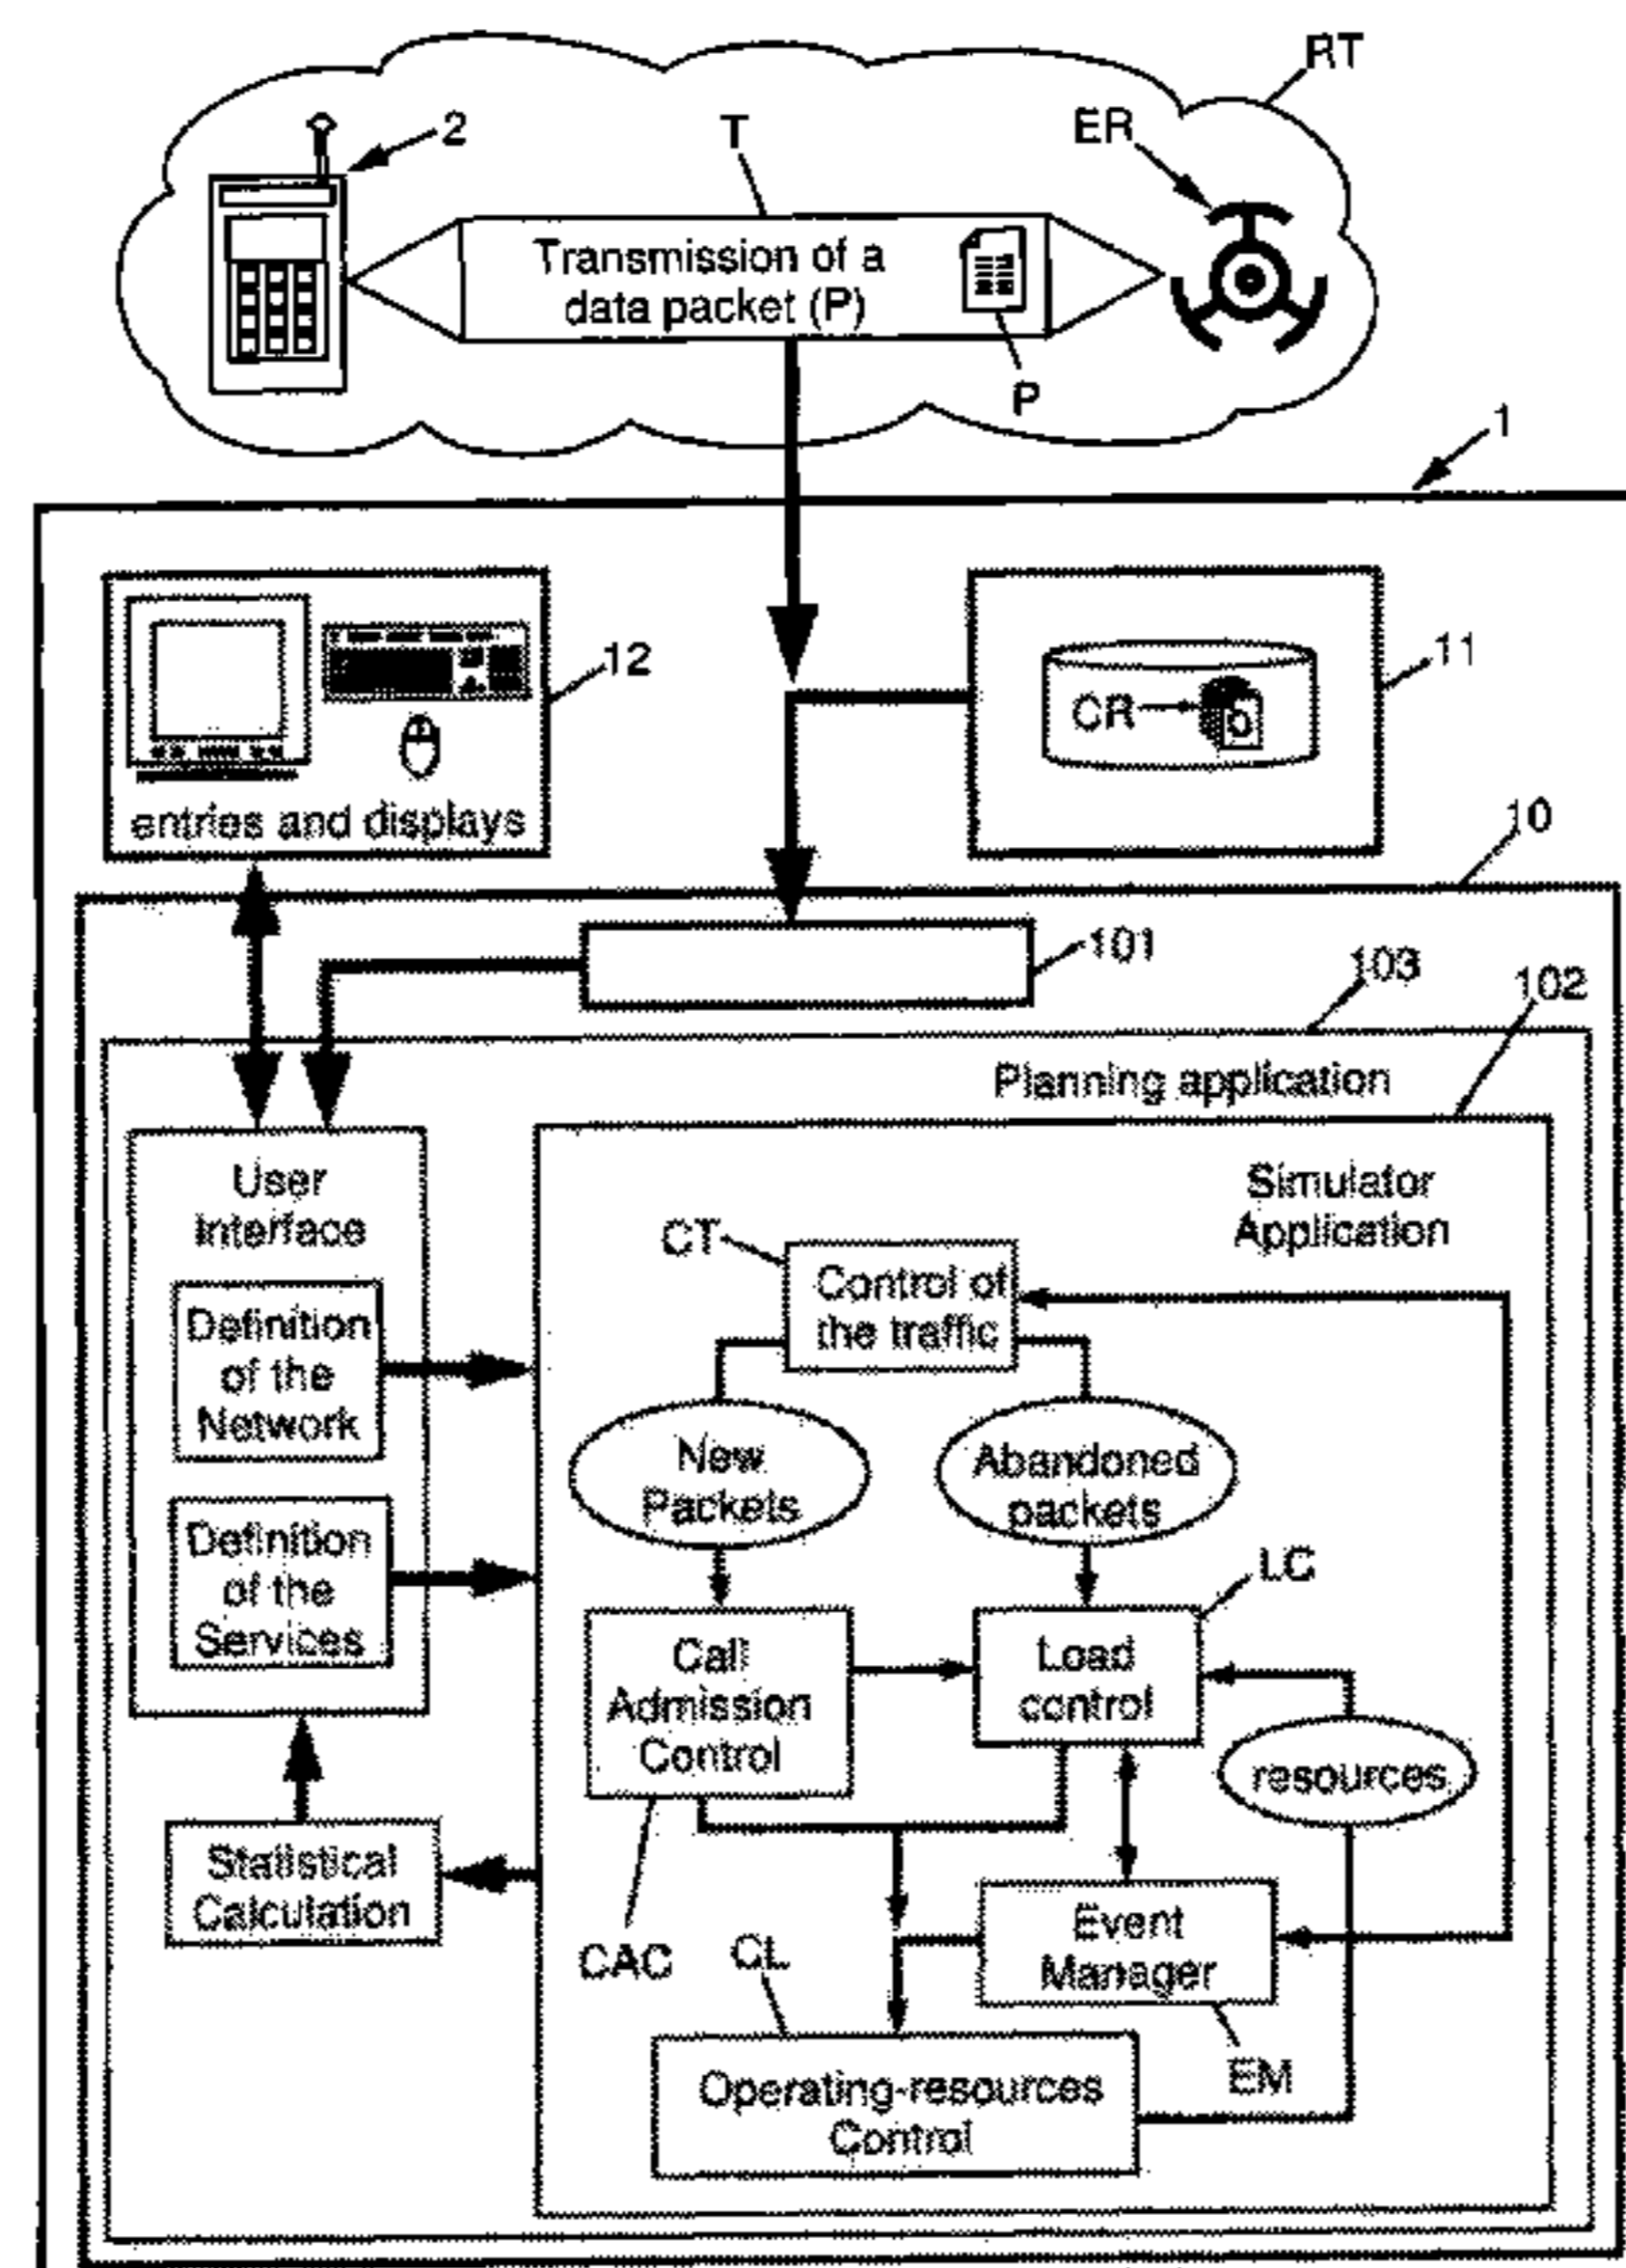 RT
2
T
ER
Transmission of a
data packet (P)
P
1
12
11
CR
entries and displays
10
101
103
102
Planning application
User
Interface
Simulator
Application
CT
Control of
the traffic
Definition
of the
Network
New
Packets
Abandoned
packets
Definition
of the
Services
LC
Call
Admission
Control
Load
control
resources
Statistical
Calculation
Event
Manager
CAC
CL
EM
Operating-resources
Control